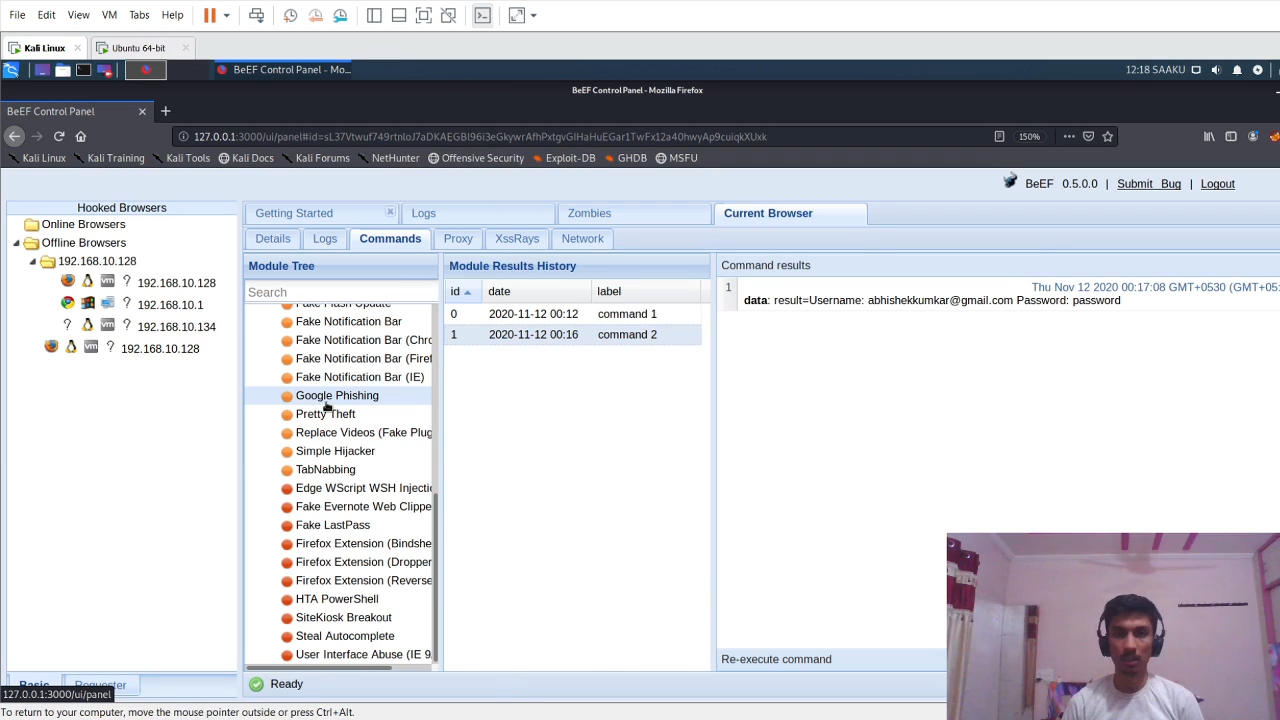 File Edit View VM Tabs Help
Kali Linux × Ubuntu 64-bit ×
BeEF Control Panel - Mo... 12:18 SAAKU
BeEF Control Panel - Mozilla Firefox
BeEF Control Panel × +
127.0.0.1:3000/ui/panel#id= 150%
Kali Linux Kali Training Kali Tools Kali Docs Kali Forums NetHunter Offensive Security Exploit-DB GHDB MSFU
BeEF 0.5.0.0 | Submit Bug | Logout
Hooked Browsers
Online Browsers
Offline Browsers
192.168.10.128
? 192.168.10.128
? 192.168.10.1
? ? 192.168.10.134
? 192.168.10.128
Basic Requester
127.0.0.1:3000/ui/panel
Getting Started Logs Zombies Current Browser
Details Logs Commands Proxy XssRays Network
Module Tree
Search
Fake Flash Update
Fake Notification Bar
Fake Notification Bar (Chro
Fake Notification Bar (Firef
Fake Notification Bar (IE)
Google Phishing
Pretty Theft
Replace Videos (Fake Plug
Simple Hijacker
TabNabbing
Edge WScript WSH Injectio
Fake Evernote Web Clippe
Fake LastPass
Firefox Extension (Bindshe
Firefox Extension (Dropper
Firefox Extension (Reverse
HTA PowerShell
SiteKiosk Breakout
Steal Autocomplete
User Interface Abuse (IE 9
Module Results History
id date label
0 2020-11-12 00:12 command 1
1 2020-11-12 00:16 command 2
Command results
1 Thu Nov 12 2020 00:17:08 GMT+0530 (GMT+05:
data: result=Username: abhishekkumkar@gmail.com Password: password
Re-execute command
Ready
To return to your computer, move the mouse pointer outside or press Ctrl+Alt.